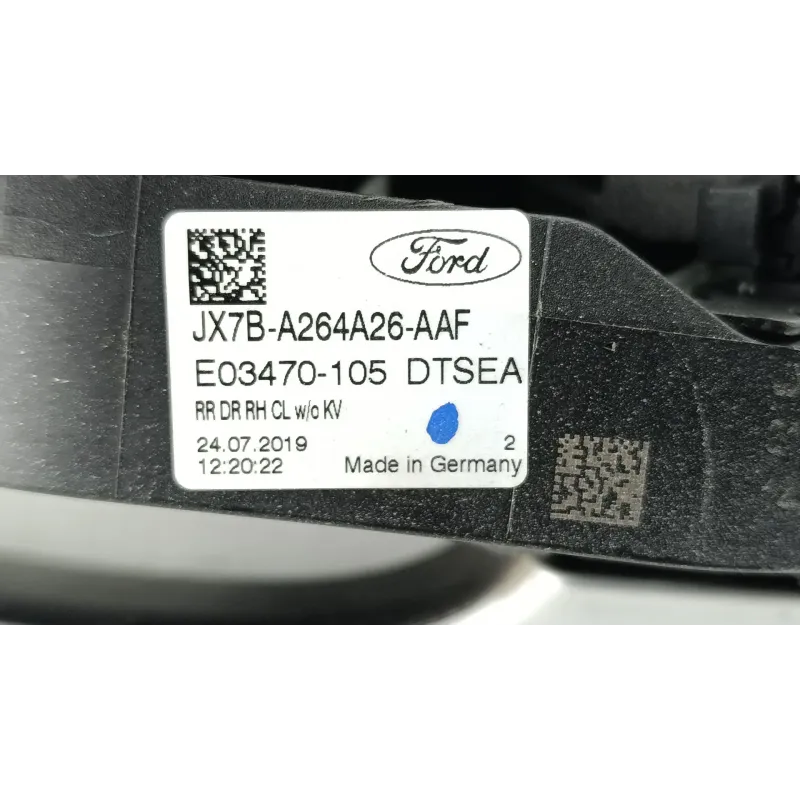 Ford
JX7B-A264A26-AAF
E03470-105 DTSEA
RR DR RH CL w/o KV
24.07.2019 2
12:20:22 Made in Germany